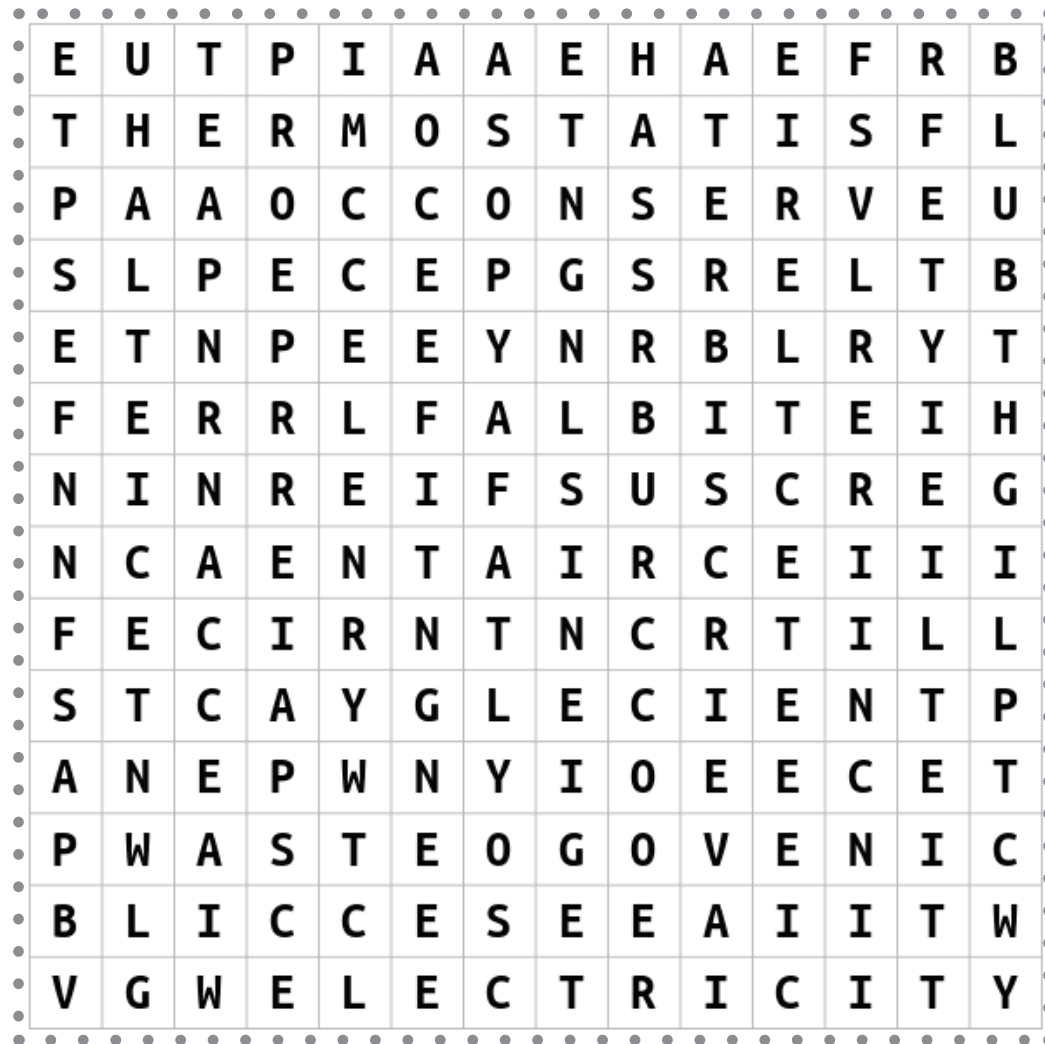 E U T P I A A E H A E F R B
T H E R M O S T A T I S F L
P A A O C C O N S E R V E U
S L P E C E P G S R E L T B
E T N P E E Y N R B L R Y T
F E R R L F A L B I T E I H
N I N R E I F S U S C R E G
N C A E N T A I R C E I I I
F E C I R N T N C R T I L L
S T C A Y G L E C I E N T P
A N E P W N Y I O E E C E T
P W A S T E O G O V E N I C
B L I C C E S E E A I I T W
V G W E L E C T R I C I T Y